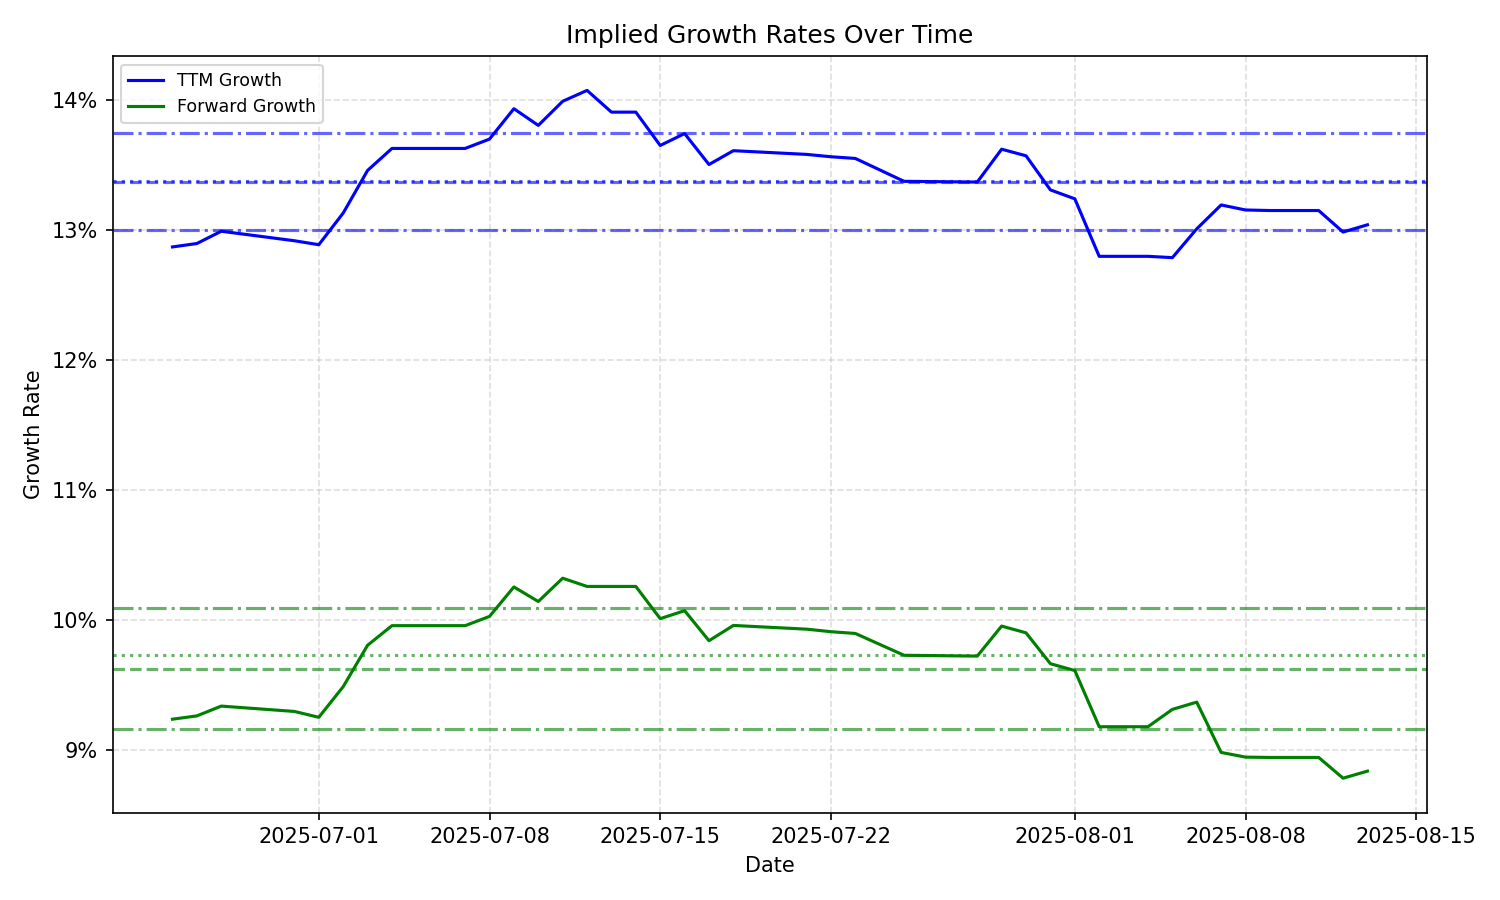 Implied Growth Rates Over Time
TTM Growth
Forward Growth
14%
13%
12%
11%
10%
9%
Growth Rate
2025-07-01
2025-07-08
2025-07-15
2025-07-22
2025-08-01
2025-08-08
2025-08-15
Date